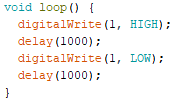 void loop() {
  digitalWrite(1, HIGH);
  delay(1000);
  digitalWrite(1, LOW);
  delay(1000);
}